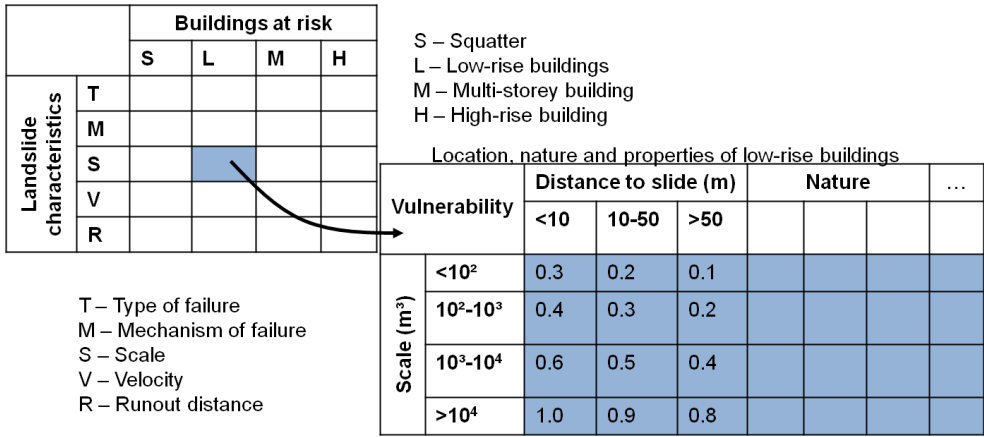 Buildings at risk
S L M H
Landslide characteristics
T
M
S
V
R
S – Squatter
L – Low-rise buildings
M – Multi-storey building
H – High-rise building
Location, nature and properties of low-rise buildings
Vulnerability Distance to slide (m) Nature …
<10 10-50 >50
Scale (m³)
<10² 0.3 0.2 0.1
10²-10³ 0.4 0.3 0.2
10³-10⁴ 0.6 0.5 0.4
>10⁴ 1.0 0.9 0.8
T – Type of failure
M – Mechanism of failure
S – Scale
V – Velocity
R – Runout distance